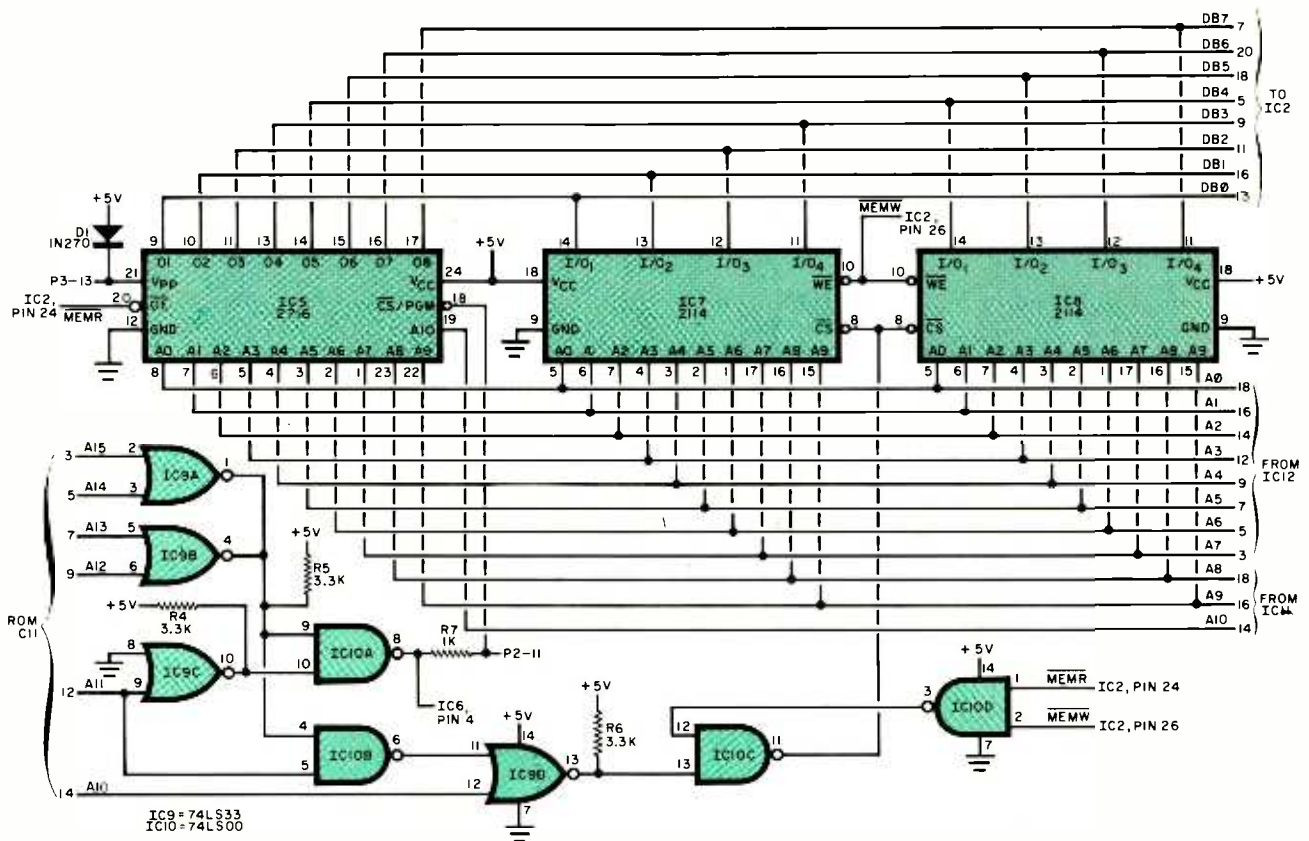 DB7 7
DB6 20
DB5 18
DB4 5
DB3 9
DB2 11
DB1 16
DBØ 13
TO IC2
+5V
D1
IN270
P3-13
IC2, PIN 24
MEMR
9 10 11 13 14 15 16 17
O1 O2 O3 O4 O5 O6 O7 O8
21 VPP
20 OE
12 GND
IC5
2716
VCC 24
CS/PGM 18
A10 19
A0 A1 A2 A3 A4 A5 A6 A7 A8 A9
8 7 6 5 4 3 2 1 23 22
+5V
14 13 12 11
I/O1 I/O2 I/O3 I/O4
18 VCC
9 GND
IC7
2114
WE 10
CS 8
A0 A1 A2 A3 A4 A5 A6 A7 A8 A9
5 6 7 4 3 2 1 17 16 15
MEMW
IC2, PIN 26
14 13 12 11
I/O1 I/O2 I/O3 I/O4
10 WE
8 CS
IC8
2114
VCC 18
+5V
GND 9
A0 A1 A2 A3 A4 A5 A6 A7 A8 A9
5 6 7 4 3 2 1 17 16 15
A0 18
A1 16
A2 14
A3 12
A4 9
A5 7
A6 5
A7 3
FROM IC12
A8 18
A9 16
A10 14
FROM
ROM
C11
3 A15 2
5 A14 3
IC9A 1
7 A13 5
9 A12 6
IC9B 4
+5V
R5
3.3K
+5V
R4
3.3K
8
12 A11 9
IC9C 10
9
10
IC10A 8
R7
1K
P2-11
IC6, PIN 4
4
5
IC10B 6
14 A10
+5V
14
11
12
IC9D 13
7
+5V
R6
3.3K
12
13
IC10C 11
+5V
14
3
IC10D
1 MEMR IC2, PIN 24
2 MEMW IC2, PIN 26
7
IC9=74LS33
IC10=74LS00